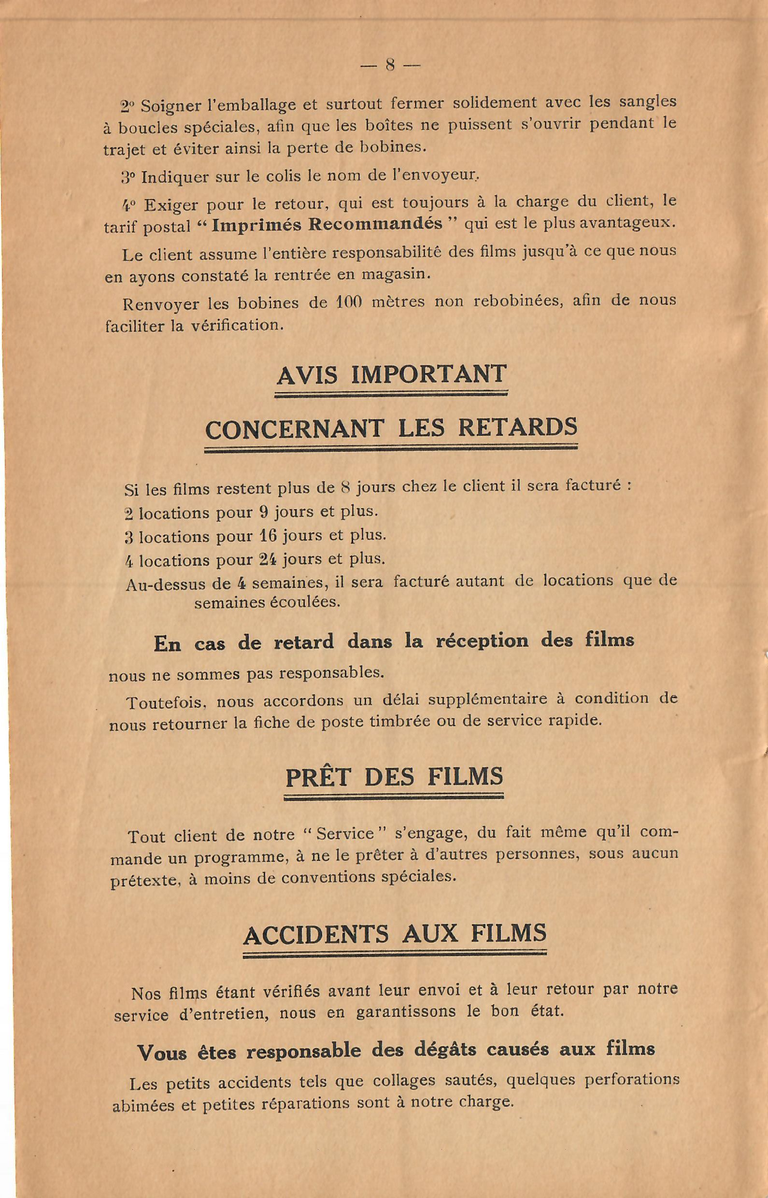 — 8 —
2º Soigner l'emballage et surtout fermer solidement avec les sangles
à boucles spéciales, afin que les boîtes ne puissent s'ouvrir pendant le
trajet et éviter ainsi la perte de bobines.
3º Indiquer sur le colis le nom de l'envoyeur.
4º Exiger pour le retour, qui est toujours à la charge du client, le
tarif postal “ Imprimés Recommandés ” qui est le plus avantageux.
Le client assume l'entière responsabilité des films jusqu'à ce que nous
en ayons constaté la rentrée en magasin.
Renvoyer les bobines de 100 mètres non rebobinées, afin de nous
faciliter la vérification.
AVIS IMPORTANT
CONCERNANT LES RETARDS
Si les films restent plus de 8 jours chez le client il sera facturé :
2 locations pour 9 jours et plus.
3 locations pour 16 jours et plus.
4 locations pour 24 jours et plus.
Au-dessus de 4 semaines, il sera facturé autant de locations que de
semaines écoulées.
En cas de retard dans la réception des films
nous ne sommes pas responsables.
Toutefois, nous accordons un délai supplémentaire à condition de
nous retourner la fiche de poste timbrée ou de service rapide.
PRÊT DES FILMS
Tout client de notre “ Service ” s'engage, du fait même qu'il com-
mande un programme, à ne le prêter à d'autres personnes, sous aucun
prétexte, à moins de conventions spéciales.
ACCIDENTS AUX FILMS
Nos films étant vérifiés avant leur envoi et à leur retour par notre
service d'entretien, nous en garantissons le bon état.
Vous êtes responsable des dégâts causés aux films
Les petits accidents tels que collages sautés, quelques perforations
abimées et petites réparations sont à notre charge.